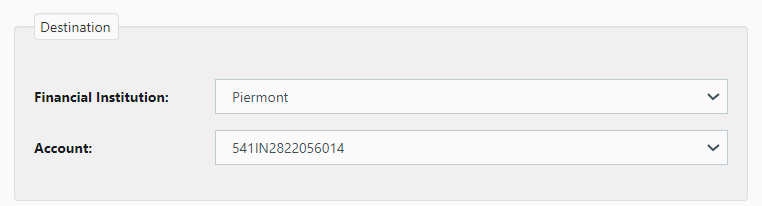 Destination
Financial Institution:
Piermont
Account:
541IN2822056014